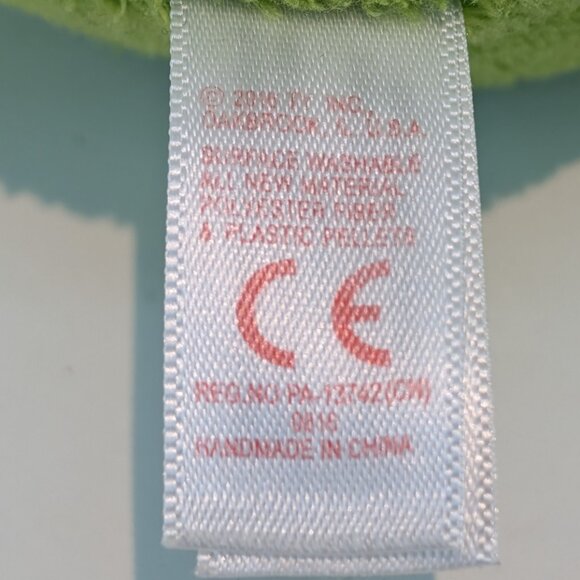 © 2016 TY INC.
OAKBROOK, IL, U.S.A.
SURFACE WASHABLE
ALL NEW MATERIAL
POLYESTER FIBER
& PLASTIC PELLETS
CE
REG.NO PA-13742(CN)
0816
HANDMADE IN CHINA